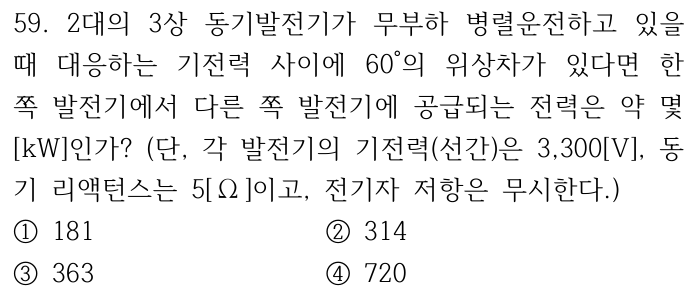 59. 2대의 3상 동기발전기가 무부하 병렬운전하고 있을
때 대응하는 기전력 사이에 60°의 위상차가 있다면 한
쪽 발전기에서 다른 쪽 발전기에 공급되는 전력은 약 몇
[kW]인가? (단, 각 발전기의 기전력(선간)은 3,300[V], 동
기 리액턴스는 5[Ω]이고, 전기자 저항은 무시한다.)
① 181 ② 314
③ 363 ④ 720